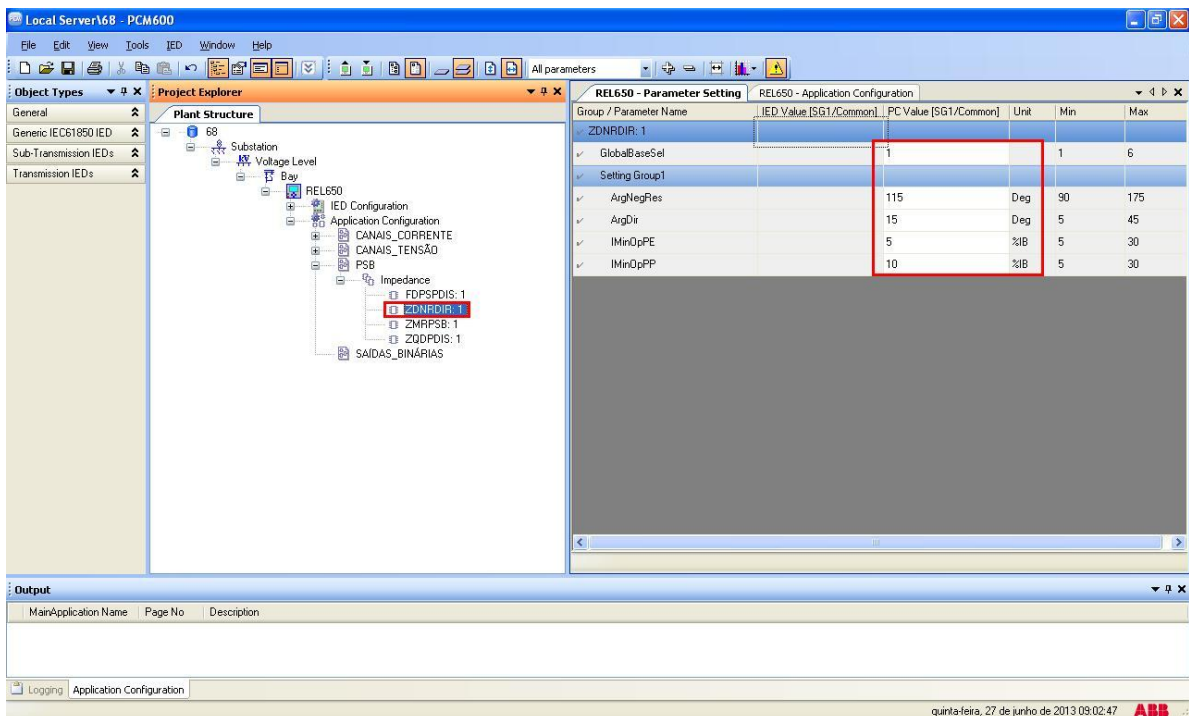 Local Server\68 - PCM600
File Edit View Tools IED Window Help
All parameters
Object Types
General
Generic IEC61850 IED
Sub-Transmission IEDs
Transmission IEDs
Project Explorer
Plant Structure
68
Substation
Voltage Level
Bay
REL650
IED Configuration
Application Configuration
CANAIS_CORRENTE
CANAIS_TENSÃO
PSB
Impedance
FDPSPDIS: 1
ZDNRDIR: 1
ZMRPSB: 1
ZQDPDIS: 1
SAÍDAS_BINÁRIAS
REL650 - Parameter Setting REL650 - Application Configuration
Group / Parameter Name IED Value [SG1/Common] PC Value [SG1/Common] Unit Min Max
ZDNRDIR: 1
GlobalBaseSel 1 1 6
Setting Group1
ArgNegRes 115 Deg 90 175
ArgDir 15 Deg 5 45
IMinOpPE 5 %IB 5 30
IMinOpPP 10 %IB 5 30
Output
MainApplication Name Page No Description
Logging Application Configuration
quinta-feira, 27 de junho de 2013 09:02:47 ABB